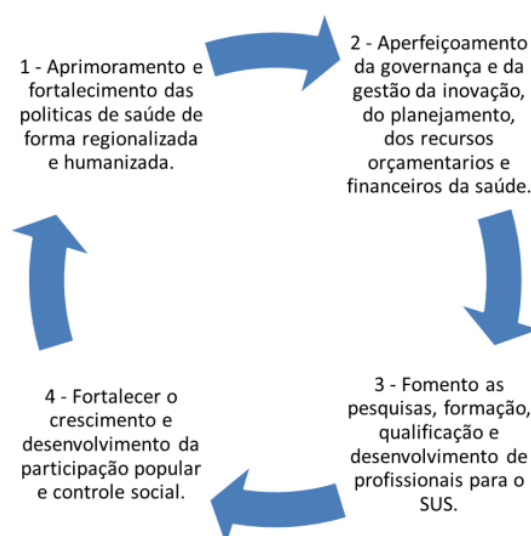 1 - Aprimoramento e
fortalecimento das
politicas de saúde de
forma regionalizada
e humanizada.
2 - Aperfeiçoamento
da governança e da
gestão da inovação,
do planejamento,
dos recursos
orçamentarios e
financeiros da saúde.
3 - Fomento as
pesquisas, formação,
qualificação e
desenvolvimento de
profissionais para o
SUS.
4 - Fortalecer o
crescimento e
desenvolvimento da
participação popular
e controle social.